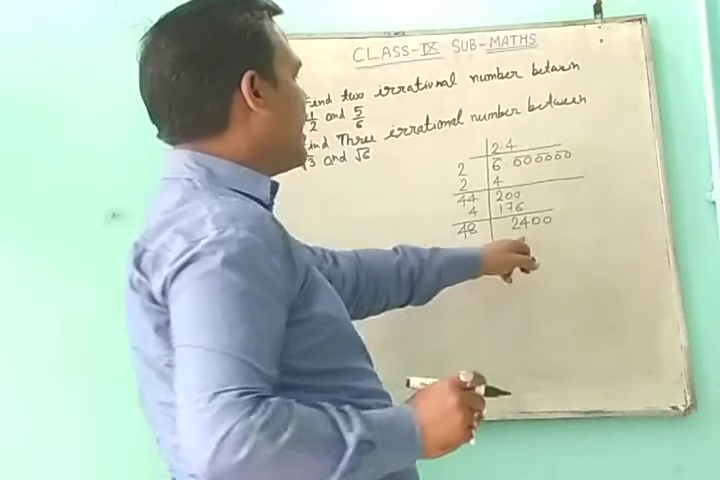 CLASS-IX SUB-MATHS
Find two irrational number between
1/2 and 5/6
Find Three irrational number between
√3 and √6
2.4
2 6.000000
2 4
44 200
4 176
48 2400